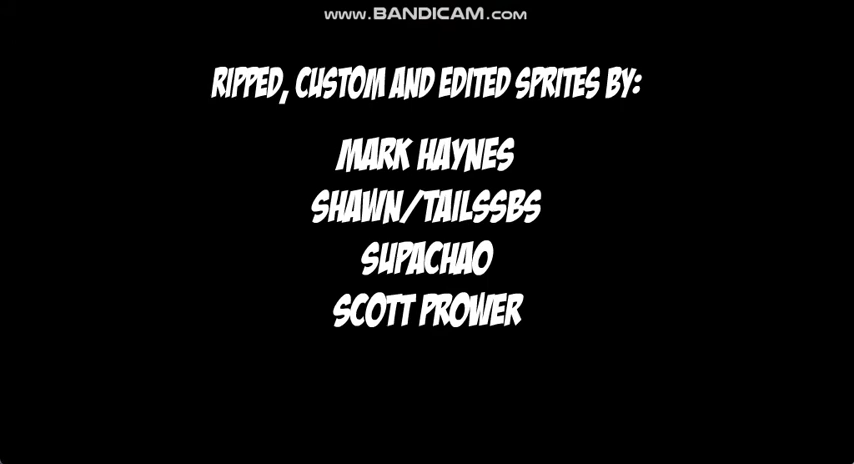 www.BANDICAM.com
RIPPED, CUSTOM AND EDITED SPRITES BY:
MARK HAYNES
SHAWN/TAILSSBS
SUPACHAO
SCOTT PROWER